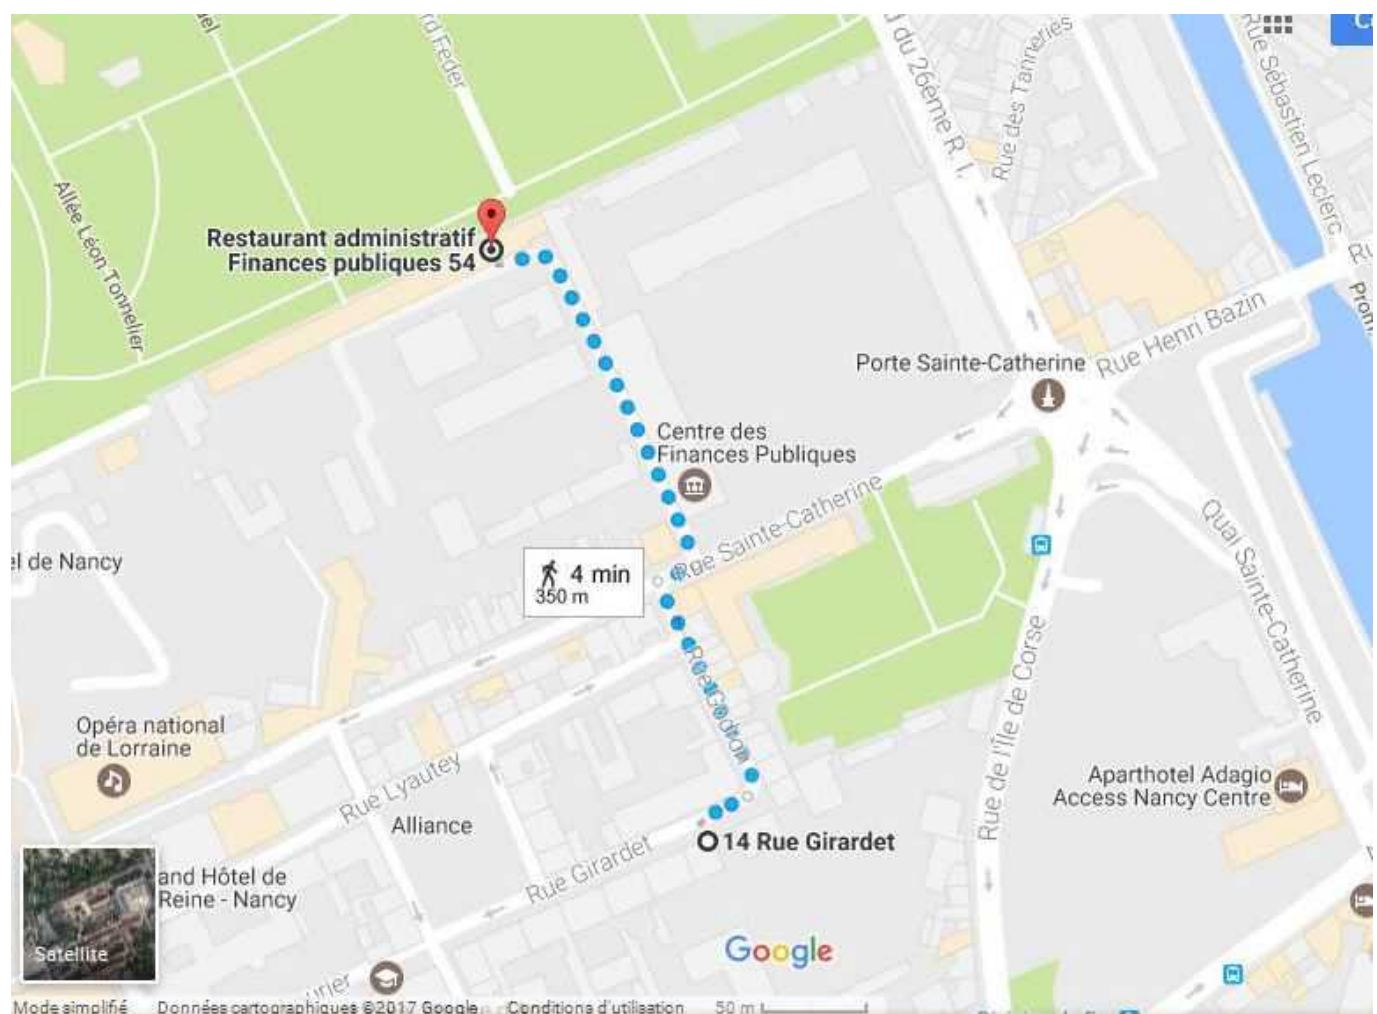 rd Feder
Rue Sébastien Leclerc
d du 26ème R. I.
Rue des Tanneries
Allée Léon Tonnelier
Restaurant administratif
Finances publiques 54
Rue Henri Bazin
Porte Sainte-Catherine
Centre des
Finances Publiques
Rue Sainte-Catherine
Quai Sainte-Catherine
el de Nancy
4 min
350 m
Rue Godron
Rue de l'Île de Corse
Opéra national
de Lorraine
Rue Lyautey
Alliance
Aparthotel Adagio
Access Nancy Centre
14 Rue Girardet
Rue Girardet
and Hôtel de
Reine - Nancy
Satellite
Google
urier
Mode simplifié Données cartographiques ©2017 Google Conditions d'utilisation 50 m